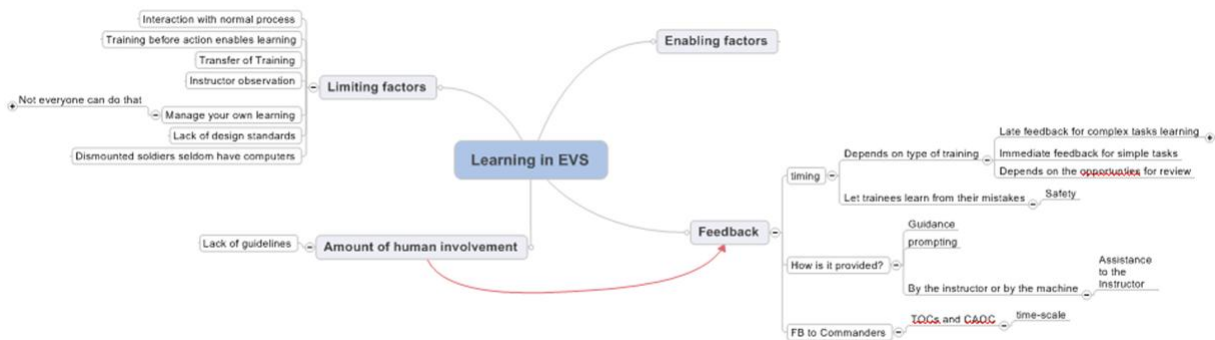 Interaction with normal process
Training before action enables learning
Transfer of Training
Instructor observation
Not everyone can do that
Manage your own learning
Lack of design standards
Dismounted soldiers seldom have computers
Limiting factors
Enabling factors
Learning in EVS
Lack of guidelines
Amount of human involvement
Feedback
timing
Depends on type of training
Late feedback for complex tasks learning
Immediate feedback for simple tasks
Depends on the opportunties for review
Let trainees learn from their mistakes
Safety
How is it provided?
Guidance
prompting
By the instructor or by the machine
Assistance
to the
Instructor
FB to Commanders
TOCs and CAOC
time-scale